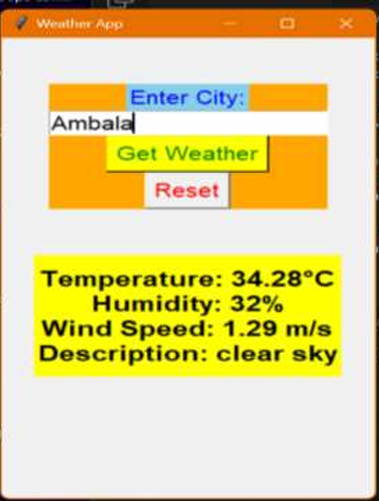 Weather App
Enter City:
Ambala
Get Weather
Reset
Temperature: 34.28°C
Humidity: 32%
Wind Speed: 1.29 m/s
Description: clear sky